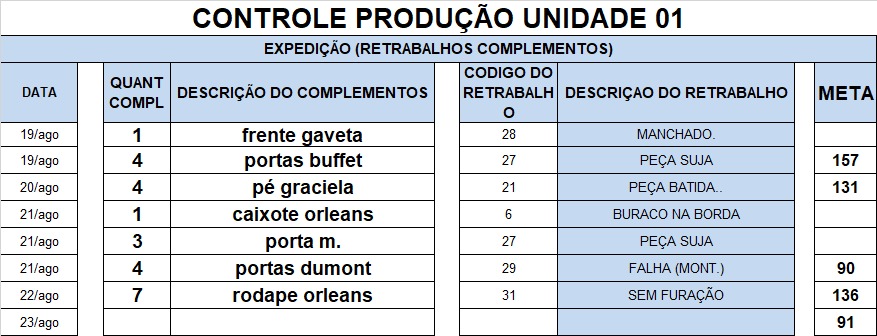 CONTROLE PRODUÇÃO UNIDADE 01
EXPEDIÇÃO (RETRABALHOS COMPLEMENTOS)
DATA QUANT COMPL DESCRIÇÃO DO COMPLEMENTOS CODIGO DO RETRABALHO DESCRIÇAO DO RETRABALHO META
19/ago 1 frente gaveta 28 MANCHADO.
19/ago 4 portas buffet 27 PEÇA SUJA 157
20/ago 4 pé graciela 21 PEÇA BATIDA.. 131
21/ago 1 caixote orleans 6 BURACO NA BORDA
21/ago 3 porta m. 27 PEÇA SUJA
21/ago 4 portas dumont 29 FALHA (MONT.) 90
22/ago 7 rodape orleans 31 SEM FURAÇÃO 136
23/ago 91